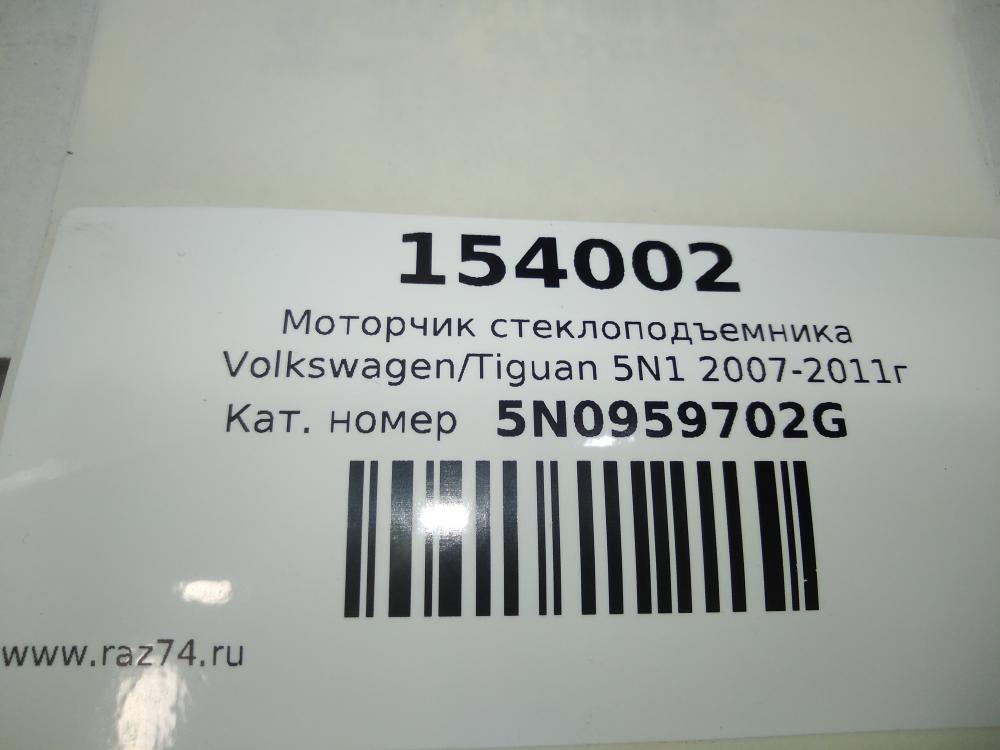 154002
Моторчик стеклоподъемника
Volkswagen/Tiguan 5N1 2007-2011г
Кат. номер 5N0959702G
www.raz74.ru